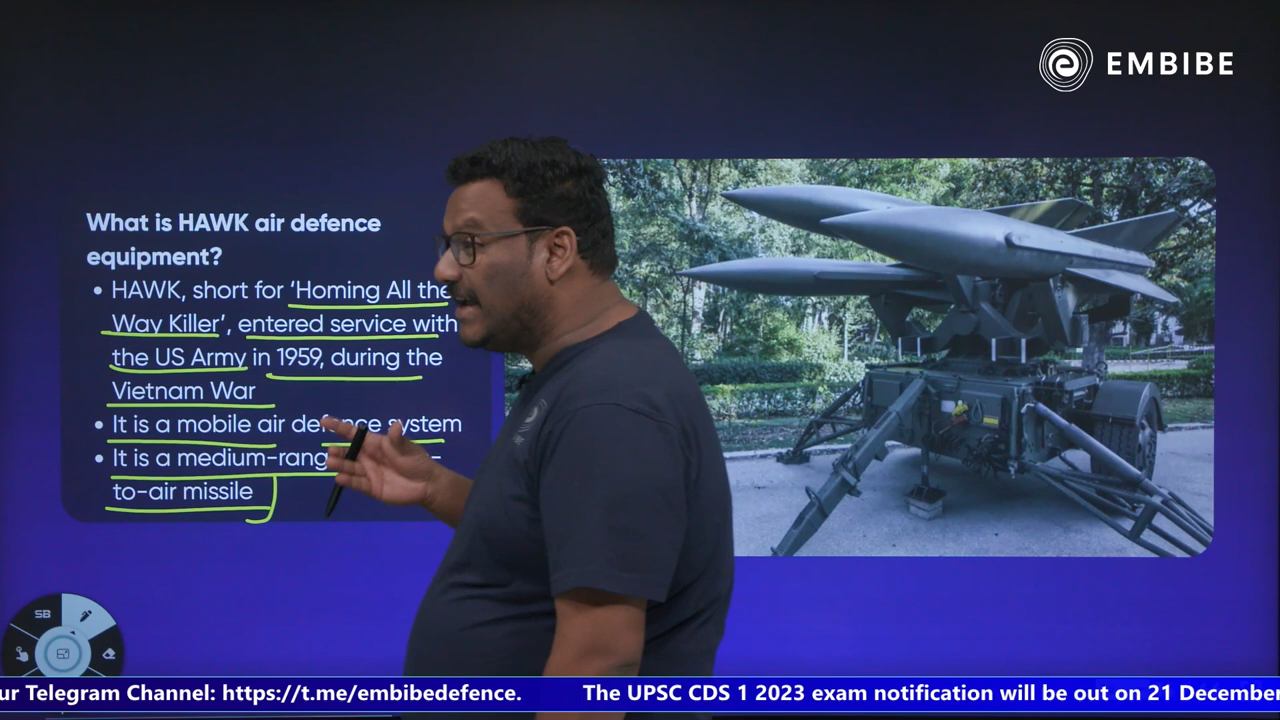 EMBIBE
What is HAWK air defence
equipment?
• HAWK, short for ‘Homing All the
Way Killer’, entered service with
the US Army in 1959, during the
Vietnam War
• It is a mobile air defence system
• It is a medium-rang
to-air missile
SB
ur Telegram Channel: https://t.me/embibedefence. The UPSC CDS 1 2023 exam notification will be out on 21 December